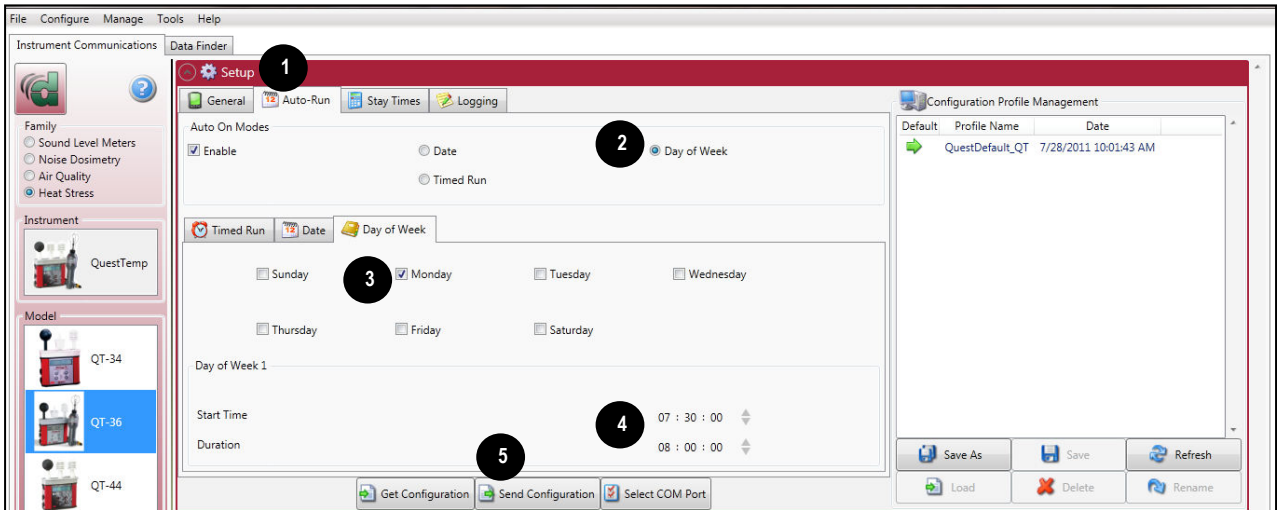 File Configure Manage Tools Help
Instrument Communications Data Finder
Setup 1
General 12 Auto-Run Stay Times Logging
Auto On Modes
Enable Date 2 Day of Week
Timed Run
Timed Run 12 Date Day of Week
Sunday 3 Monday Tuesday Wednesday
Thursday Friday Saturday
Day of Week 1
Start Time 4 07 : 30 : 00
Duration 08 : 00 : 00
5
Get Configuration Send Configuration Select COM Port
d ?
Family
Sound Level Meters
Noise Dosimetry
Air Quality
Heat Stress
Instrument
QuestTemp
Model
QT-34
QT-36
QT-44
Configuration Profile Management
Default Profile Name Date
QuestDefault_QT 7/28/2011 10:01:43 AM
Save As Save Refresh
Load Delete Rename